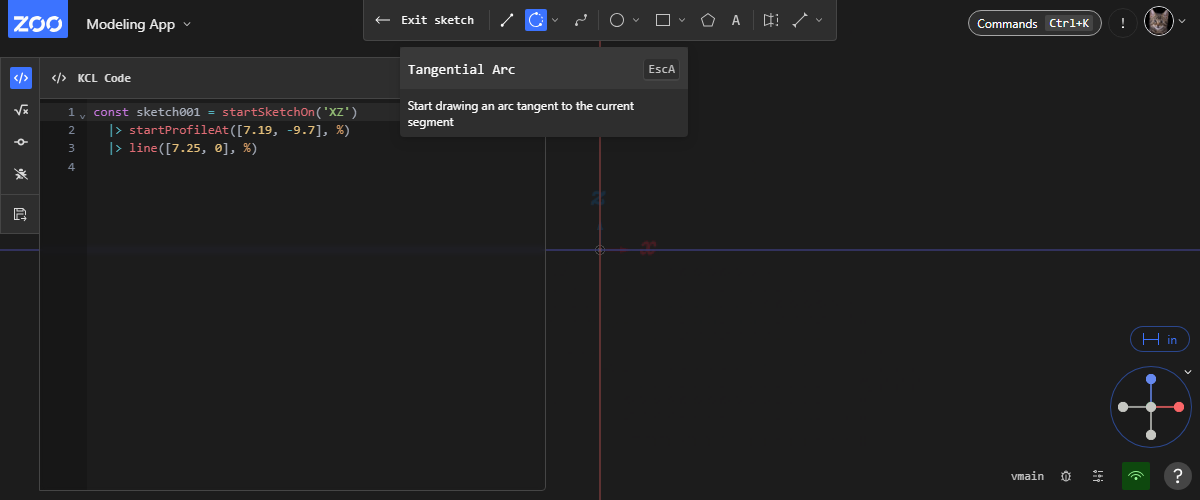 ZOO Modeling App
Exit sketch
A
Commands Ctrl+K
!
Tangential Arc EscA
Start drawing an arc tangent to the current
segment
</> KCL Code
1 const sketch001 = startSketchOn('XZ')
2 |> startProfileAt([7.19, -9.7], %)
3 |> line([7.25, 0], %)
4
z
x
in
vmain
?